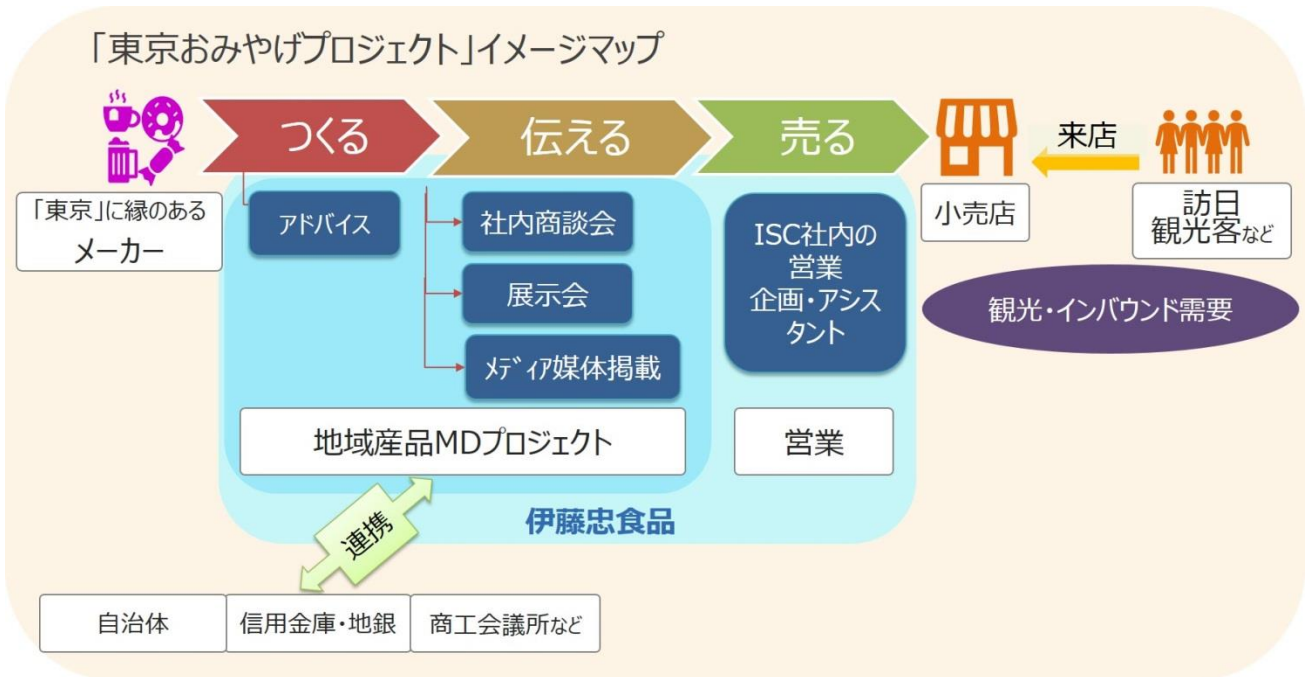 「東京おみやげプロジェクト」イメージマップ
つくる
伝える
売る
来店
「東京」に縁のある
メーカー
アドバイス
社内商談会
展示会
ﾒﾃﾞｨｱ媒体掲載
ISC社内の
営業
企画・アシス
タント
小売店
訪日
観光客など
観光・インバウンド需要
地域産品MDプロジェクト
営業
伊藤忠食品
連携
自治体
信用金庫・地銀
商工会議所など